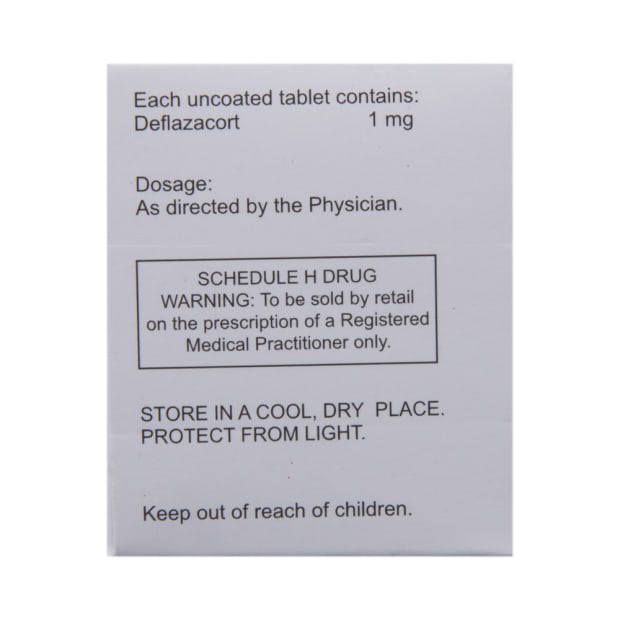 Each uncoated tablet contains:
Deflazacort 1 mg
Dosage:
As directed by the Physician.
SCHEDULE H DRUG
WARNING: To be sold by retail
on the prescription of a Registered
Medical Practitioner only.
STORE IN A COOL, DRY PLACE.
PROTECT FROM LIGHT.
Keep out of reach of children.